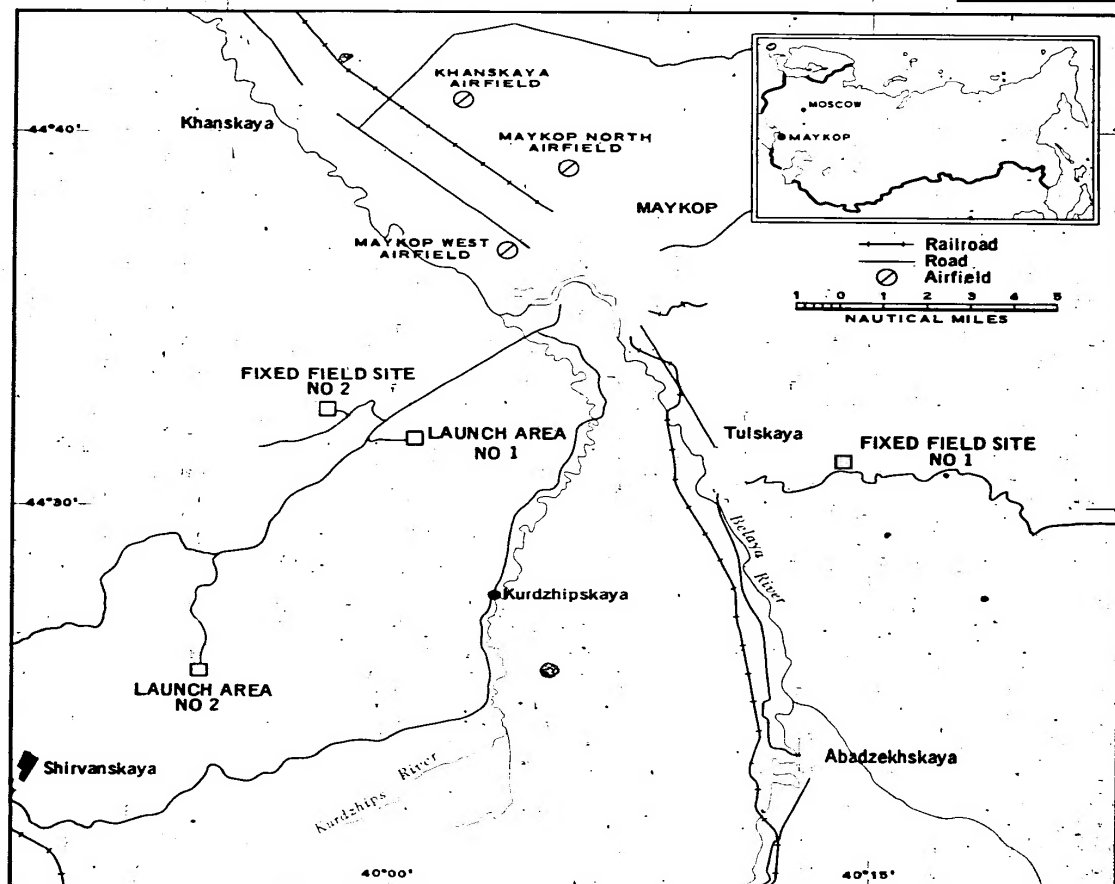 KHANSKAYA
AIRFIELD
MOSCOW
Khanskaya
44°40'
MAYKOP NORTH
AIRFIELD
MAYKOP
MAYKOP
MAYKOP WEST
AIRFIELD
Railroad
Road
Airfield
1 0 1 2 3 4 5
NAUTICAL MILES
FIXED FIELD SITE
NO 2
LAUNCH AREA
NO 1
Tulskaya
FIXED FIELD SITE
NO 1
44°30'
Belaya
River
Kurdzhipskaya
LAUNCH AREA
NO 2
Shirvanskaya
Abadzekhskaya
Kurdzhips River
40°00'
40°15'